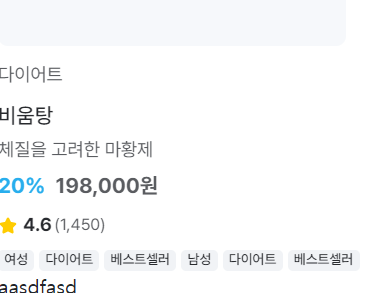 다이어트
비움탕
체질을 고려한 마황제
20% 198,000원
4.6 (1,450)
여성 다이어트 베스트셀러 남성 다이어트 베스트셀러
aasdfasd